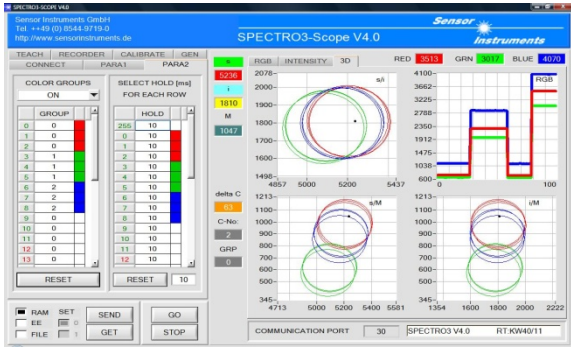 SPECTRO3-SCOPE V4.0
Sensor Instruments GmbH
Tel. ++49 (0) 8544-9719-0
http://www.sensorinstruments.de
SPECTRO3-Scope V4.0
Sensor
Instruments
TEACH RECORDER CALIBRATE GEN
CONNECT PARA1 PARA2
COLOR GROUPS
ON
SELECT HOLD [ms]
FOR EACH ROW
GROUP
0 0
1 0
2 0
3 1
4 1
5 1
6 2
7 2
8 2
9 0
10 0
11 0
12 0
13 0
RESET
HOLD
255 10
0 10
1 10
2 10
3 10
4 10
5 10
6 10
7 10
8 10
9 10
10 10
11 10
12 10
RESET 10
RAM
EE
FILE
SET
0
1
SEND
GET
GO
STOP
s
5236
i
1810
M
1047
delta C
63
C-No:
2
GRP
0
RGB INTENSITY 3D
RED 3513 GRN 3017 BLUE 4070
s/i
2078
2000
1900
1800
1700
1600
1498
4857 5000 5200 5437
RGB
4100
3662
3225
2788
2350
1912
1475
1038
600
0 100
s/M
1213
1100
1000
900
800
700
600
500
345
4713 5000 5200 5400 5581
i/M
1213
1100
1000
900
800
700
600
500
345
1354 1600 1800 2000 2222
COMMUNICATION PORT 30 SPECTRO3 V4.0 RT:KW40/11